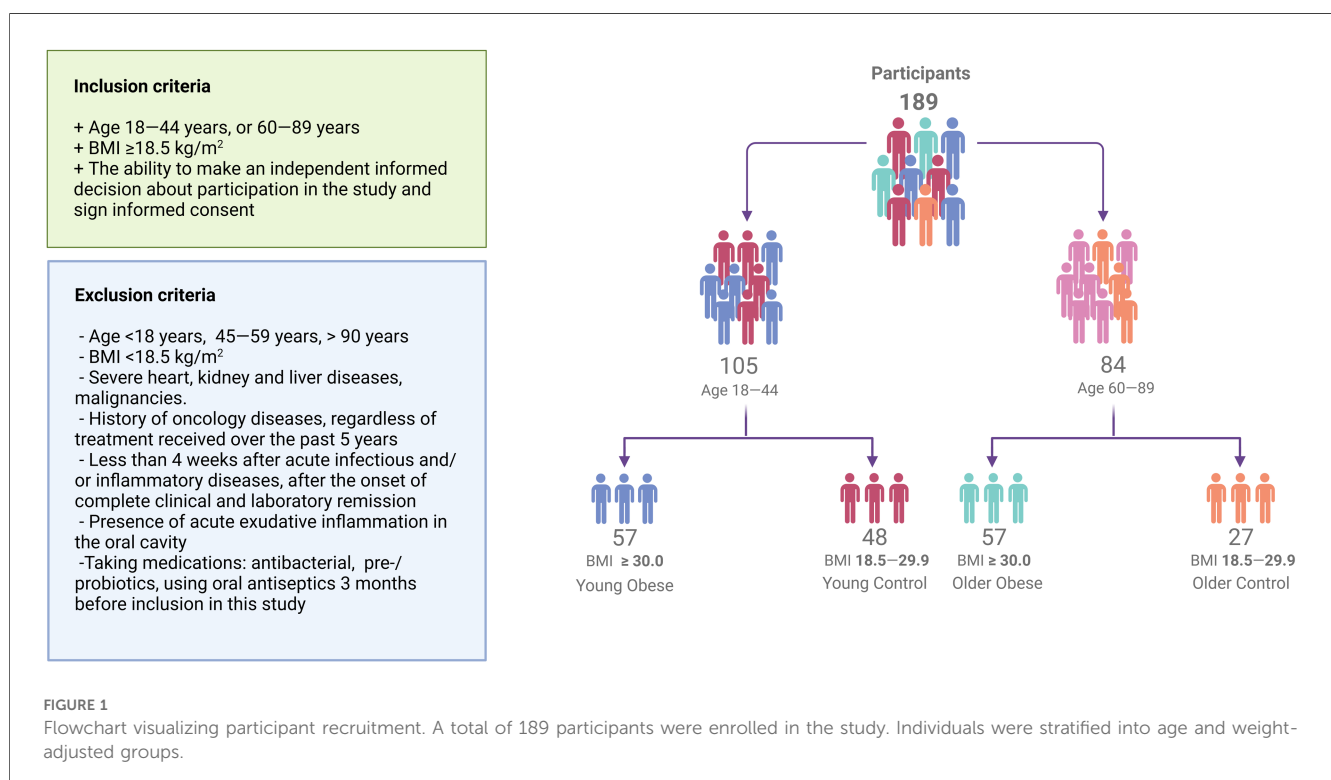 Inclusion criteria
+ Age 18—44 years, or 60—89 years
+ BMI ≥18.5 kg/m²
+ The ability to make an independent informed
decision about participation in the study and
sign informed consent
Exclusion criteria
- Age <18 years, 45—59 years, > 90 years
- BMI <18.5 kg/m²
- Severe heart, kidney and liver diseases,
malignancies.
- History of oncology diseases, regardless of
treatment received over the past 5 years
- Less than 4 weeks after acute infectious and/
or inflammatory diseases, after the onset of
complete clinical and laboratory remission
- Presence of acute exudative inflammation in
the oral cavity
-Taking medications: antibacterial, pre-/
probiotics, using oral antiseptics 3 months
before inclusion in this study
Participants
189
105
Age 18—44
84
Age 60—89
57
BMI ≥ 30.0
Young Obese
48
BMI 18.5—29.9
Young Control
57
BMI ≥ 30.0
Older Obese
27
BMI 18.5—29.9
Older Control
FIGURE 1
Flowchart visualizing participant recruitment. A total of 189 participants were enrolled in the study. Individuals were stratified into age and weight-
adjusted groups.